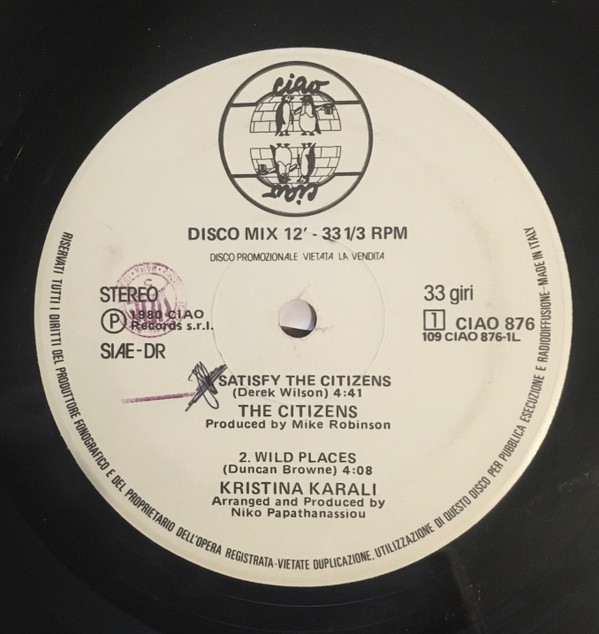 ciao
ciao
DISCO MIX 12' - 33 1/3 RPM
DISCO PROMOZIONALE VIETATA LA VENDITA
STEREO
33 giri
Ⓟ 1980 CIAO
Records s.r.l.
1 CIAO 876
109 CIAO 876-1L
SIAE-DR
SATISFY THE CITIZENS
(Derek Wilson) 4:41
THE CITIZENS
Produced by Mike Robinson
2. WILD PLACES
(Duncan Browne) 4:08
KRISTINA KARALI
Arranged and Produced by
Niko Papathanassiou
RISERVATI TUTTI I DIRITTI DEL PRODUTTORE FONOGRAFICO E DEL PROPRIETARIO DELL'OPERA REGISTRATA-VIETATE DUPLICAZIONE, UTILIZZAZIONE DI QUESTO DISCO PER PUBBLICA ESECUZIONE E RADIODIFFUSIONE-MADE IN ITALY